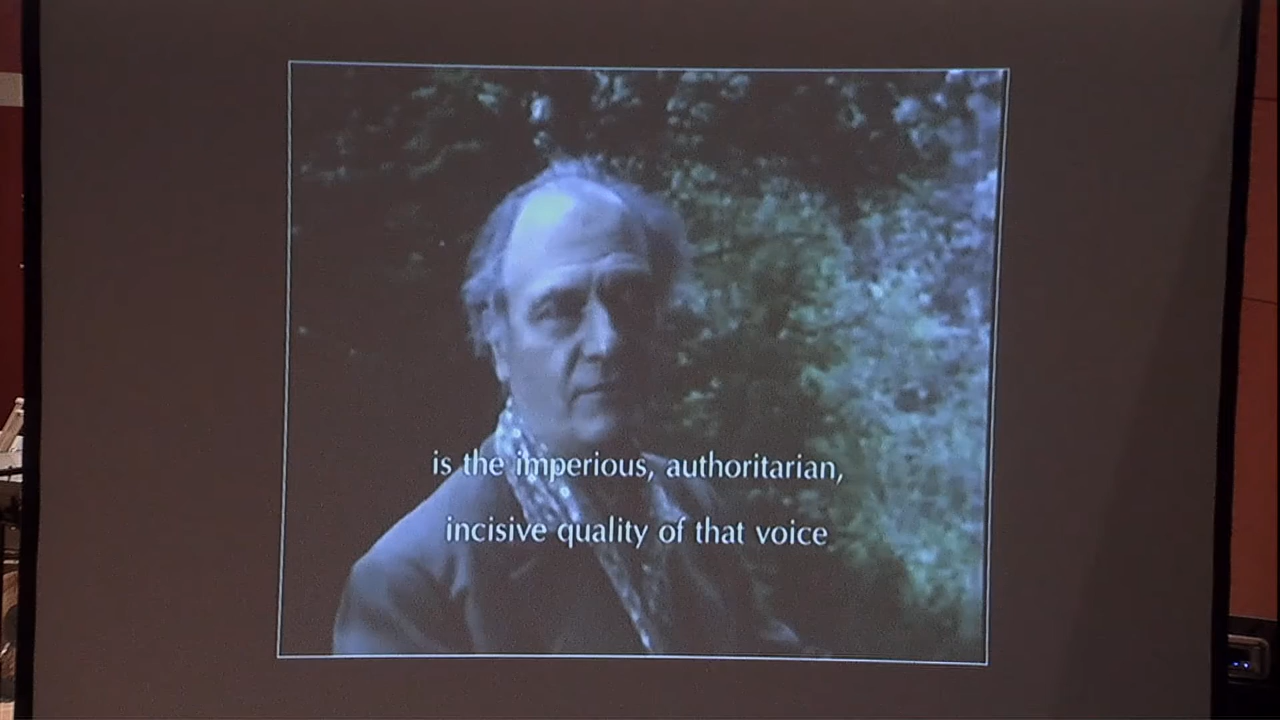 is the imperious, authoritarian,
incisive quality of that voice